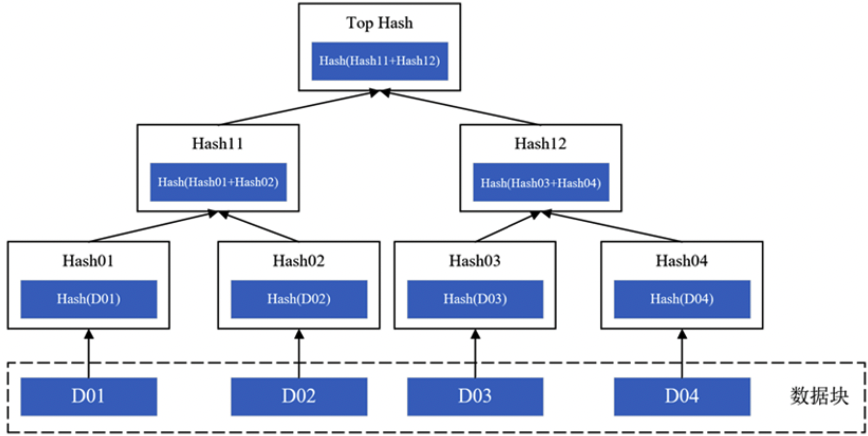 Top Hash
Hash(Hash11+Hash12)
Hash11
Hash12
Hash(Hash01+Hash02)
Hash(Hash03+Hash04)
Hash01
Hash02
Hash03
Hash04
Hash(D01)
Hash(D02)
Hash(D03)
Hash(D04)
D01
D02
D03
D04
数据块